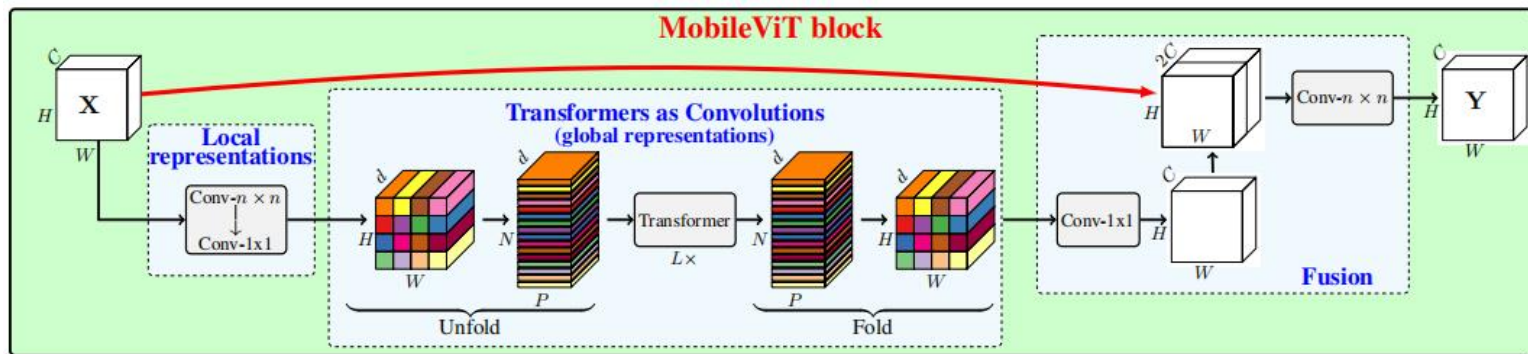 MobileViT block
C
H
X
W
Local
representations
Conv-n × n
Conv-1x1
Transformers as Convolutions
(global representations)
d
H
W
d
N
P
Unfold
Transformer
L×
d
N
P
d
H
W
Fold
Conv-1x1
C
H
W
2C
H
W
Conv-n × n
Fusion
C
H
Y
W